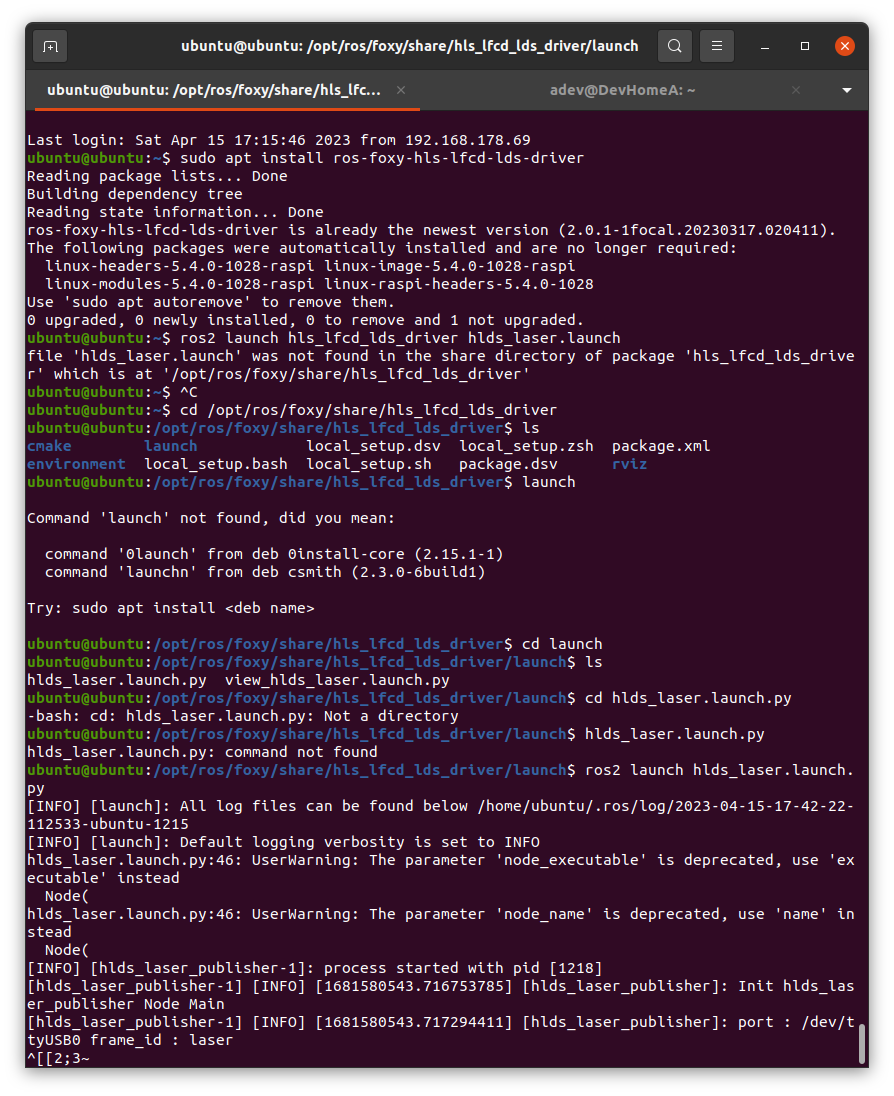 ubuntu@ubuntu: /opt/ros/foxy/share/hls_lfcd_lds_driver/launch
ubuntu@ubuntu: /opt/ros/foxy/share/hls_lfc...
adev@DevHomeA: ~
Last login: Sat Apr 15 17:15:46 2023 from 192.168.178.69
ubuntu@ubuntu:~$ sudo apt install ros-foxy-hls-lfcd-lds-driver
Reading package lists... Done
Building dependency tree
Reading state information... Done
ros-foxy-hls-lfcd-lds-driver is already the newest version (2.0.1-1focal.20230317.020411).
The following packages were automatically installed and are no longer required:
  linux-headers-5.4.0-1028-raspi linux-image-5.4.0-1028-raspi
  linux-modules-5.4.0-1028-raspi linux-raspi-headers-5.4.0-1028
Use 'sudo apt autoremove' to remove them.
0 upgraded, 0 newly installed, 0 to remove and 1 not upgraded.
ubuntu@ubuntu:~$ ros2 launch hls_lfcd_lds_driver hlds_laser.launch
file 'hlds_laser.launch' was not found in the share directory of package 'hls_lfcd_lds_drive
r' which is at '/opt/ros/foxy/share/hls_lfcd_lds_driver'
ubuntu@ubuntu:~$ ^C
ubuntu@ubuntu:~$ cd /opt/ros/foxy/share/hls_lfcd_lds_driver
ubuntu@ubuntu:/opt/ros/foxy/share/hls_lfcd_lds_driver$ ls
cmake        launch            local_setup.dsv  local_setup.zsh  package.xml
environment  local_setup.bash  local_setup.sh   package.dsv      rviz
ubuntu@ubuntu:/opt/ros/foxy/share/hls_lfcd_lds_driver$ launch
Command 'launch' not found, did you mean:
  command '0launch' from deb 0install-core (2.15.1-1)
  command 'launchn' from deb csmith (2.3.0-6build1)
Try: sudo apt install <deb name>
ubuntu@ubuntu:/opt/ros/foxy/share/hls_lfcd_lds_driver$ cd launch
ubuntu@ubuntu:/opt/ros/foxy/share/hls_lfcd_lds_driver/launch$ ls
hlds_laser.launch.py  view_hlds_laser.launch.py
ubuntu@ubuntu:/opt/ros/foxy/share/hls_lfcd_lds_driver/launch$ cd hlds_laser.launch.py
-bash: cd: hlds_laser.launch.py: Not a directory
ubuntu@ubuntu:/opt/ros/foxy/share/hls_lfcd_lds_driver/launch$ hlds_laser.launch.py
hlds_laser.launch.py: command not found
ubuntu@ubuntu:/opt/ros/foxy/share/hls_lfcd_lds_driver/launch$ ros2 launch hlds_laser.launch.
py
[INFO] [launch]: All log files can be found below /home/ubuntu/.ros/log/2023-04-15-17-42-22-
112533-ubuntu-1215
[INFO] [launch]: Default logging verbosity is set to INFO
hlds_laser.launch.py:46: UserWarning: The parameter 'node_executable' is deprecated, use 'ex
ecutable' instead
  Node(
hlds_laser.launch.py:46: UserWarning: The parameter 'node_name' is deprecated, use 'name' in
stead
  Node(
[INFO] [hlds_laser_publisher-1]: process started with pid [1218]
[hlds_laser_publisher-1] [INFO] [1681580543.716753785] [hlds_laser_publisher]: Init hlds_las
er_publisher Node Main
[hlds_laser_publisher-1] [INFO] [1681580543.717294411] [hlds_laser_publisher]: port : /dev/t
tyUSB0 frame_id : laser
^[[2;3~